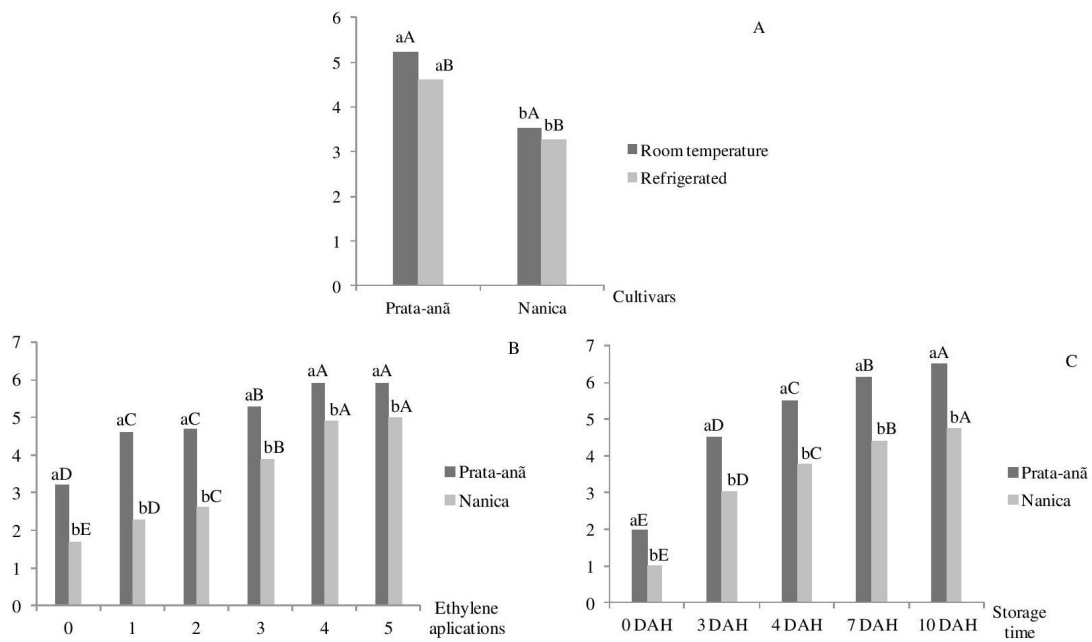 A
6
5
4
3
2
1
0
aA
aB
bA
bB
Room temperature
Refrigerated
Prata-anã
Nanica
Cultivars
B
7
6
5
4
3
2
1
0
aD
bE
aC
bD
aC
bC
aB
bB
aA
bA
aA
bA
Prata-anã
Nanica
0
1
2
3
4
5
Ethylene
aplications
C
7
6
5
4
3
2
1
0
aE
bE
aD
bD
aC
bC
aB
bB
aA
bA
Prata-anã
Nanica
0 DAH
3 DAH
4 DAH
7 DAH
10 DAH
Storage
time